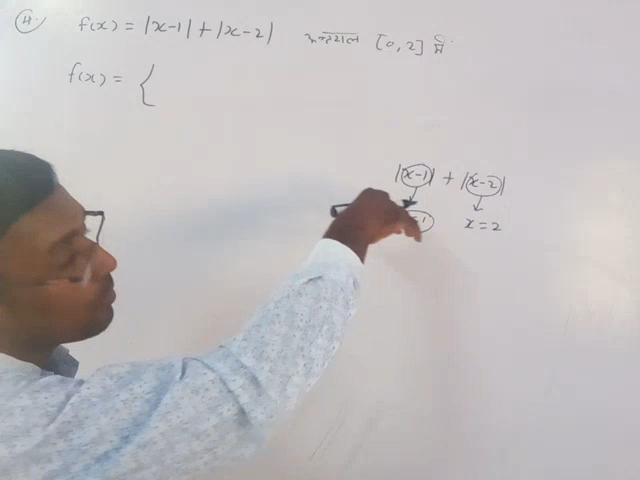 ④ f(x) = |x-1| + |x-2| अन्तराल [0, 2] में
f(x) = {
|x-1| + |x-2|
x = 2